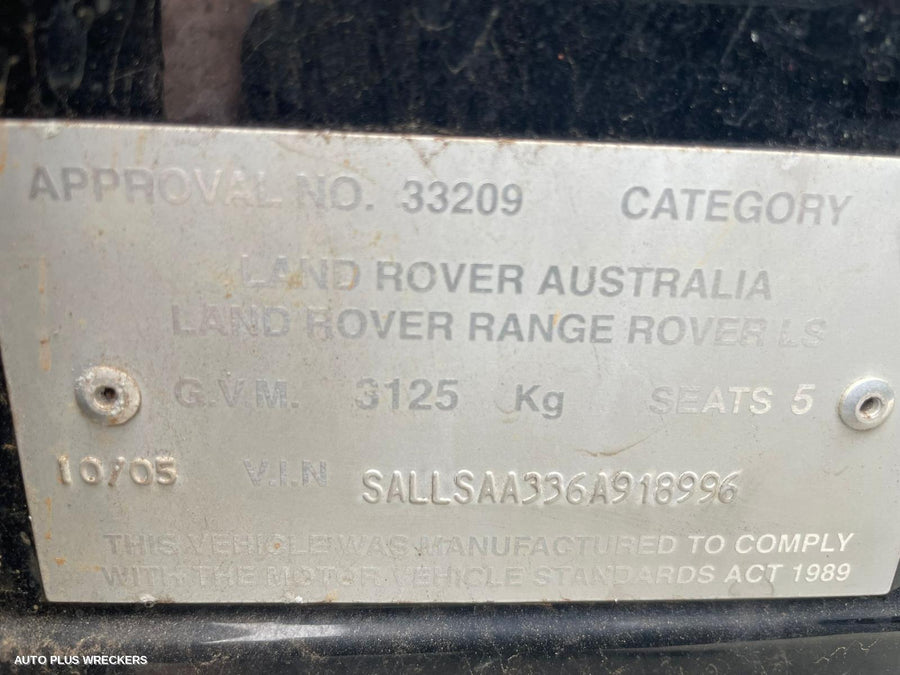 APPROVAL NO. 33209 CATEGORY
LAND ROVER AUSTRALIA
LAND ROVER RANGE ROVER LS
G.V.M. 3125 Kg SEATS 5
10/05 V.I.N SALLSAA336A918996
THIS VEHICLE WAS MANUFACTURED TO COMPLY
WITH THE MOTOR VEHICLE STANDARDS ACT 1989
AUTO PLUS WRECKERS